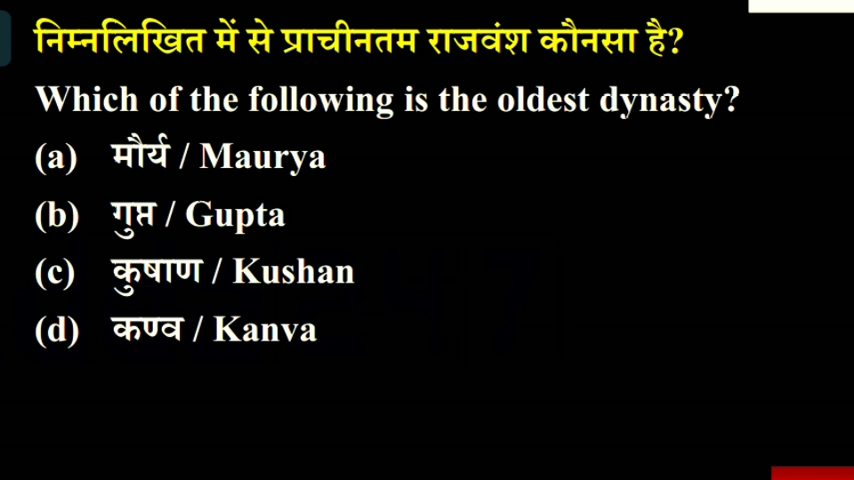 निम्नलिखित में से प्राचीनतम राजवंश कौनसा है?
Which of the following is the oldest dynasty?
(a) मौर्य / Maurya
(b) गुप्त / Gupta
(c) कुषाण / Kushan
(d) कण्व / Kanva